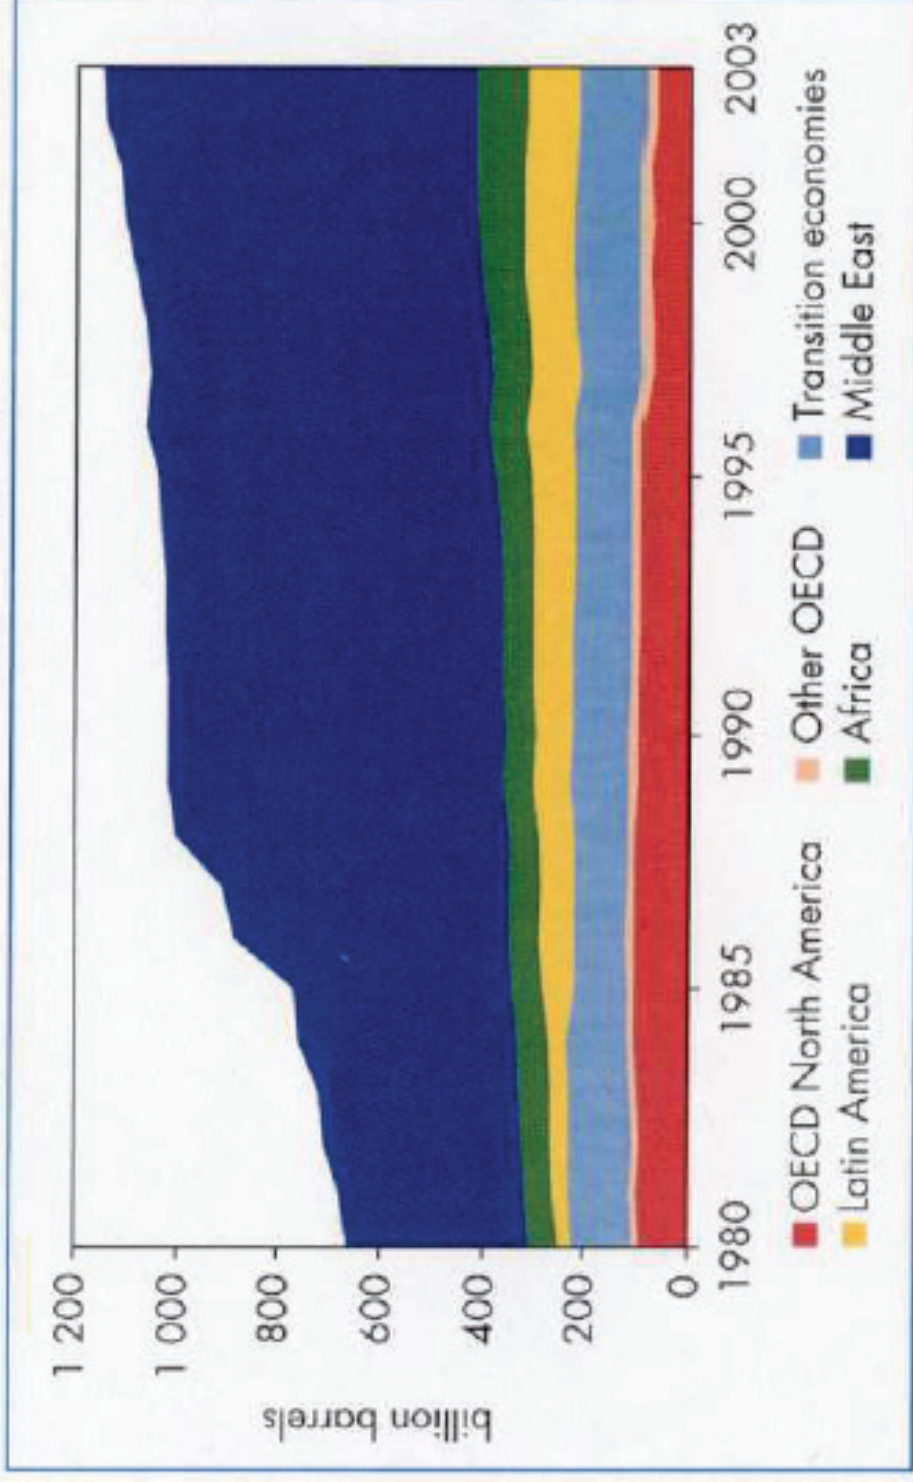 billion barrels
1 200
1 000
800
600
400
200
0
1980
1985
1990
1995
2000
2003
OECD North America
Other OECD
Transition economies
Latin America
Africa
Middle East